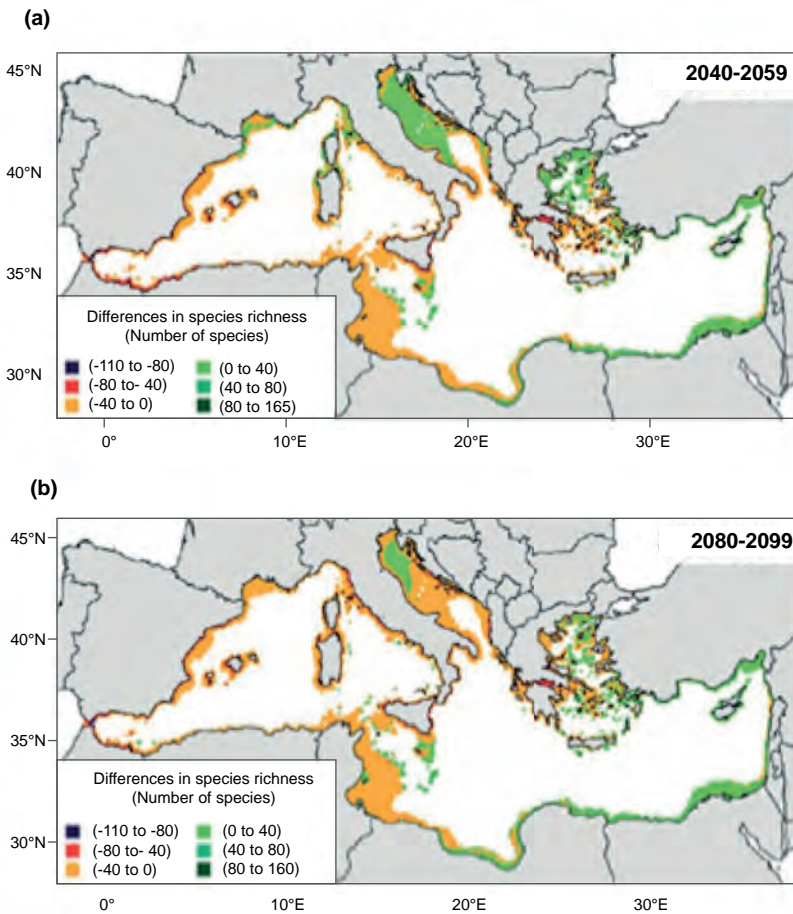 (a)
45°N
2040-2059
40°N
35°N
Differences in species richness
(Number of species)
(-110 to -80) (0 to 40)
(-80 to- 40) (40 to 80)
(-40 to 0) (80 to 165)
30°N
0° 10°E 20°E 30°E
(b)
45°N
2080-2099
40°N
35°N
Differences in species richness
(Number of species)
(-110 to -80) (0 to 40)
(-80 to- 40) (40 to 80)
(-40 to 0) (80 to 160)
30°N
0° 10°E 20°E 30°E